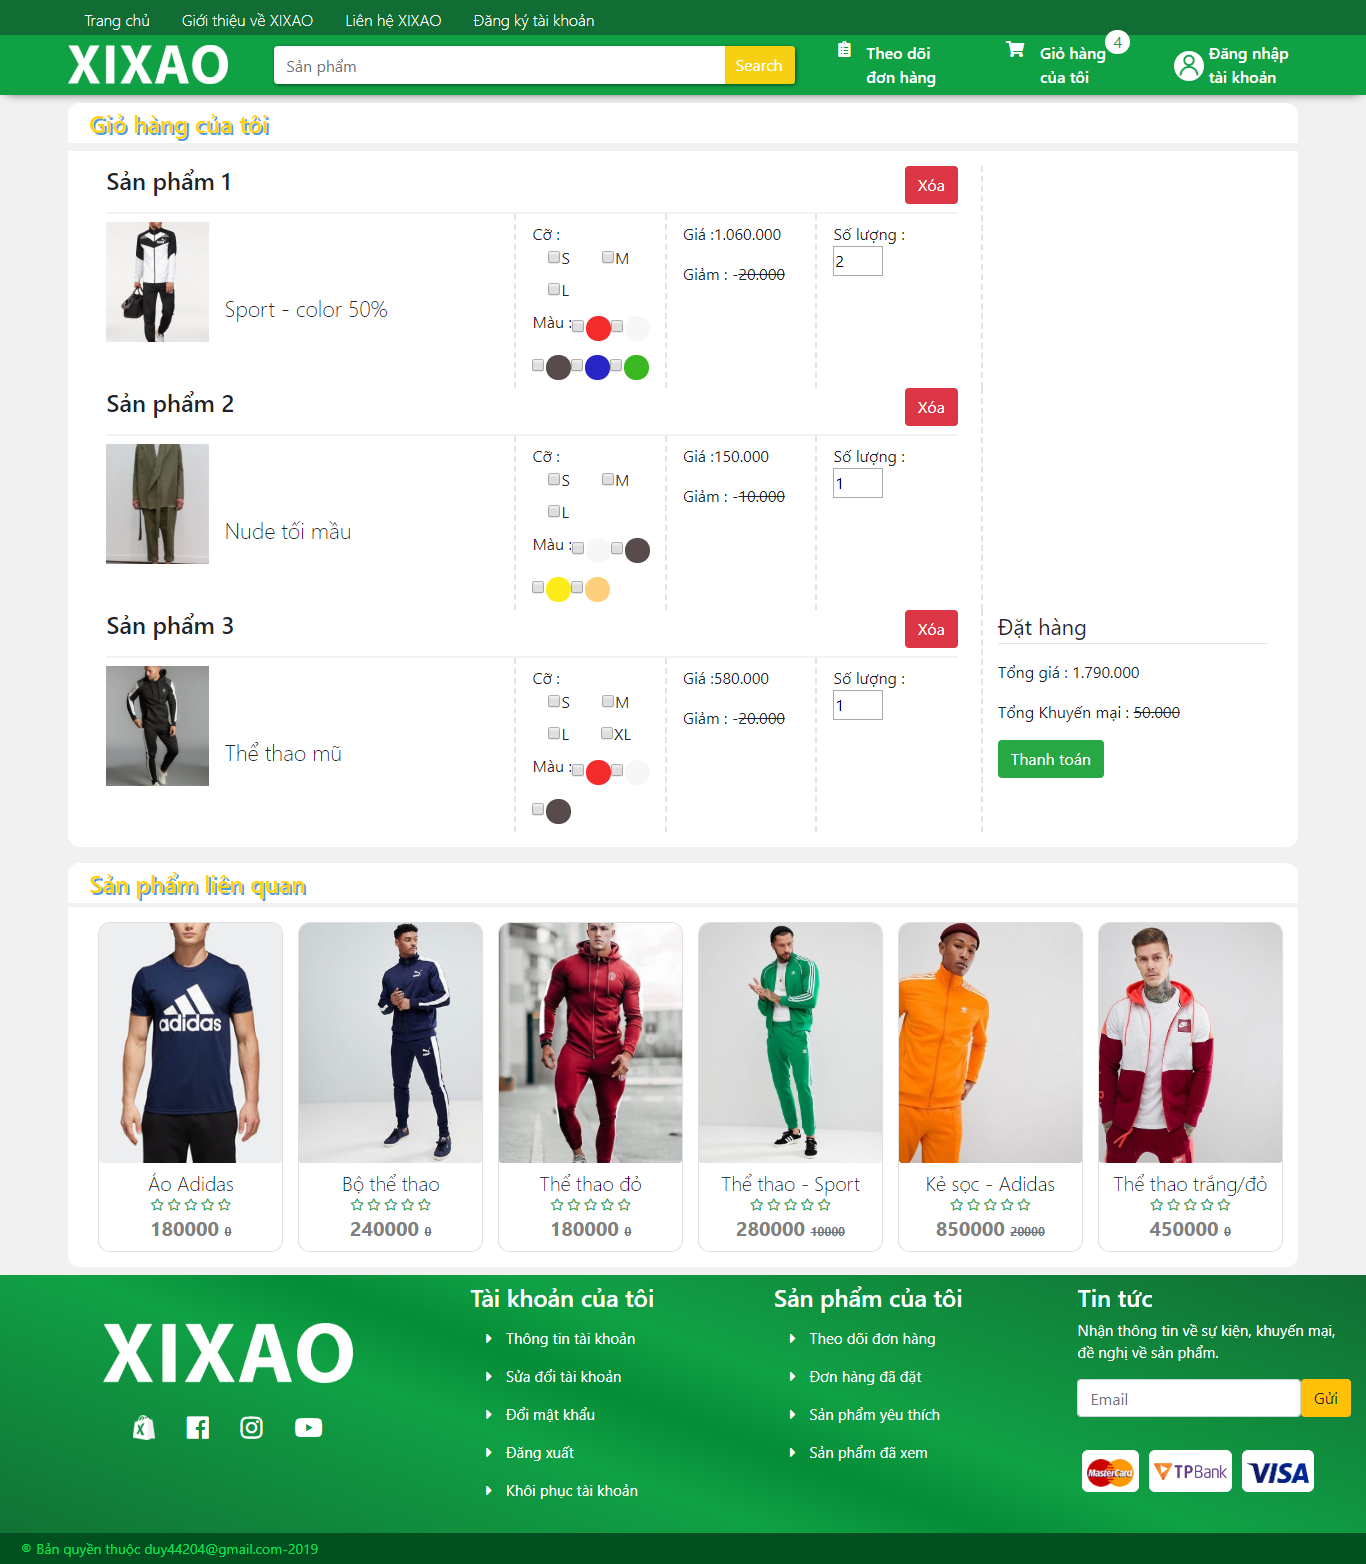 Trang chủ Giới thiệu về XIXAO Liên hệ XIXAO Đăng ký tài khoản
XIXAO Sản phẩm Search Theo dõi đơn hàng Giỏ hàng của tôi 4 Đăng nhập tài khoản
Giỏ hàng của tôi
Sản phẩm 1 Xóa
Sport - color 50%
Cỡ :
S M
L
Màu :
Giá :1.060.000
Giảm : -20.000
Số lượng :
2
Sản phẩm 2 Xóa
Nude tối mầu
Cỡ :
S M
L
Màu :
Giá :150.000
Giảm : -10.000
Số lượng :
1
Sản phẩm 3 Xóa
Thể thao mũ
Cỡ :
S M
L XL
Màu :
Giá :580.000
Giảm : -20.000
Số lượng :
1
Đặt hàng
Tổng giá : 1.790.000
Tổng Khuyến mại : 50.000
Thanh toán
Sản phẩm liên quan
adidas
Áo Adidas Bộ thể thao Thể thao đỏ Thể thao - Sport Kẻ sọc - Adidas Thể thao trắng/đỏ
180000 0 240000 0 180000 0 280000 10000 850000 20000 450000 0
XIXAO
Tài khoản của tôi
Thông tin tài khoản
Sửa đổi tài khoản
Đổi mật khẩu
Đăng xuất
Khôi phục tài khoản
Sản phẩm của tôi
Theo dõi đơn hàng
Đơn hàng đã đặt
Sản phẩm yêu thích
Sản phẩm đã xem
Tin tức
Nhận thông tin về sự kiện, khuyến mại,
đề nghị về sản phẩm.
Email Gửi
MasterCard TPBank VISA
® Bản quyền thuộc duy44204@gmail.com-2019